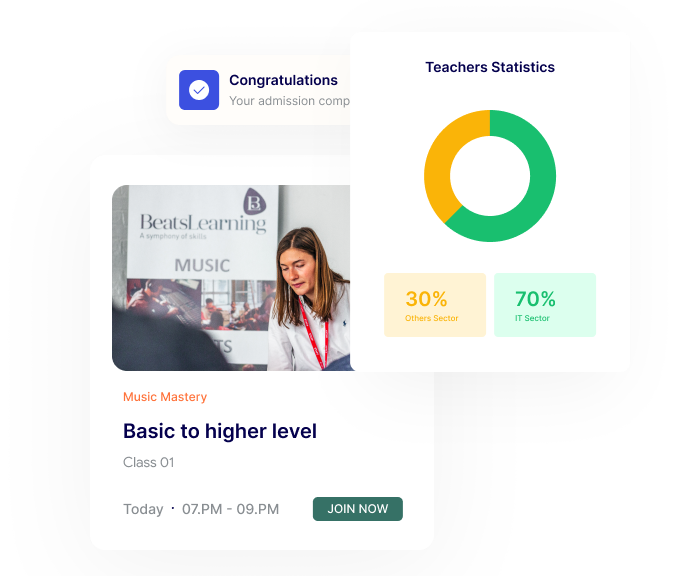 Congratulations
Your admission comp
Teachers Statistics
BeatsLearning
A symphony of skills
MUSIC
30%
Others Sector
70%
IT Sector
Music Mastery
Basic to higher level
Class 01
Today · 07.PM - 09.PM
JOIN NOW